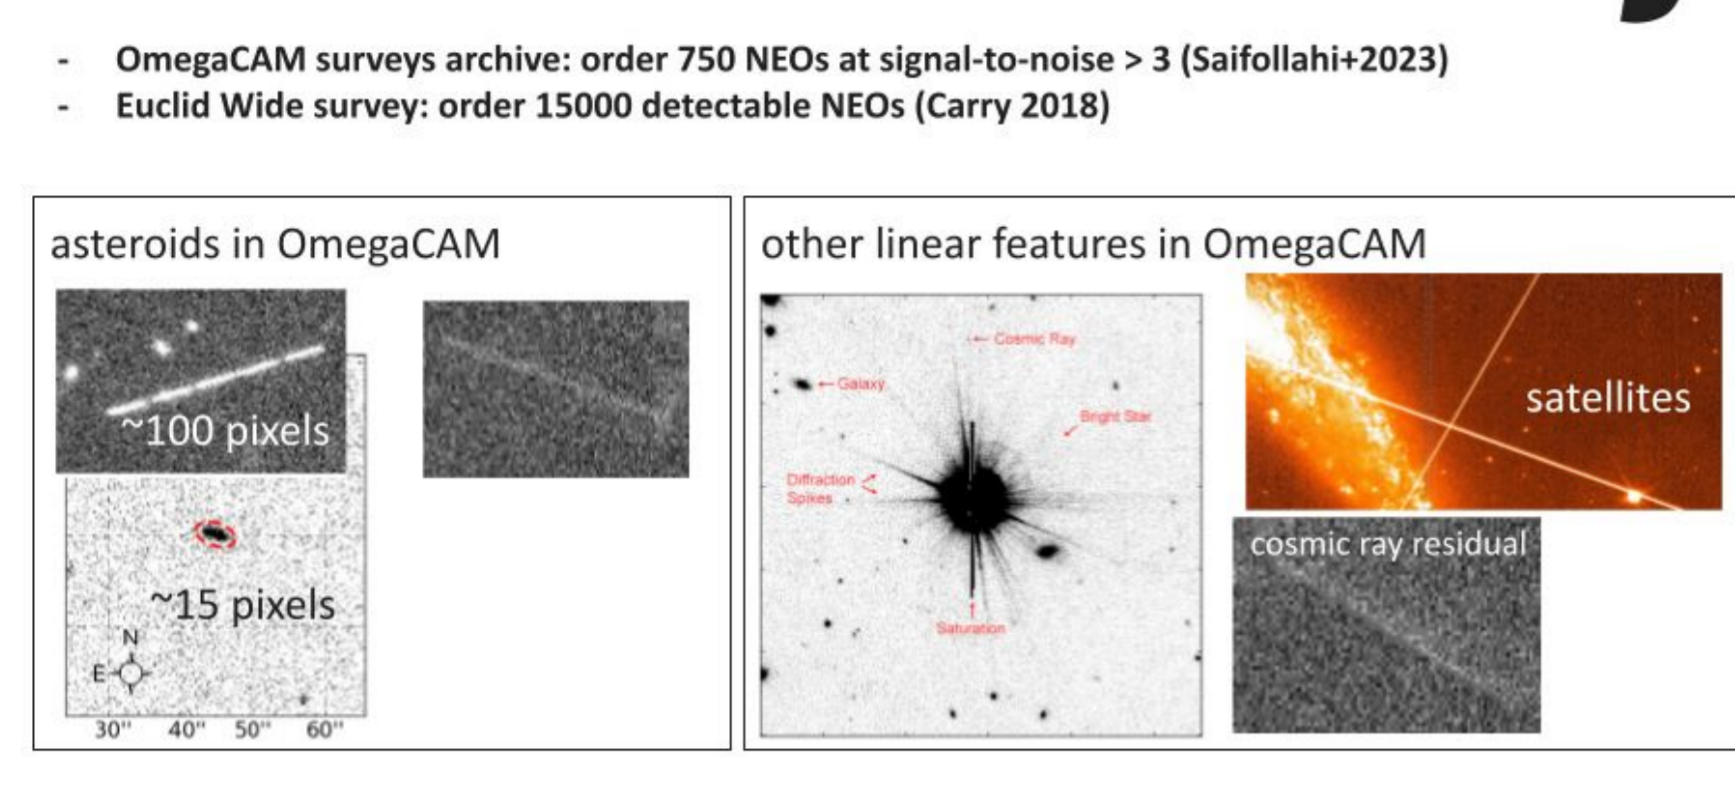 - OmegaCAM surveys archive: order 750 NEOs at signal-to-noise > 3 (Saifollahi+2023)
- Euclid Wide survey: order 15000 detectable NEOs (Carry 2018)
asteroids in OmegaCAM
~100 pixels
~15 pixels
N
E
30" 40" 50" 60"
other linear features in OmegaCAM
Cosmic Ray
Galaxy
Bright Star
Diffraction
Spikes
Saturation
satellites
cosmic ray residual